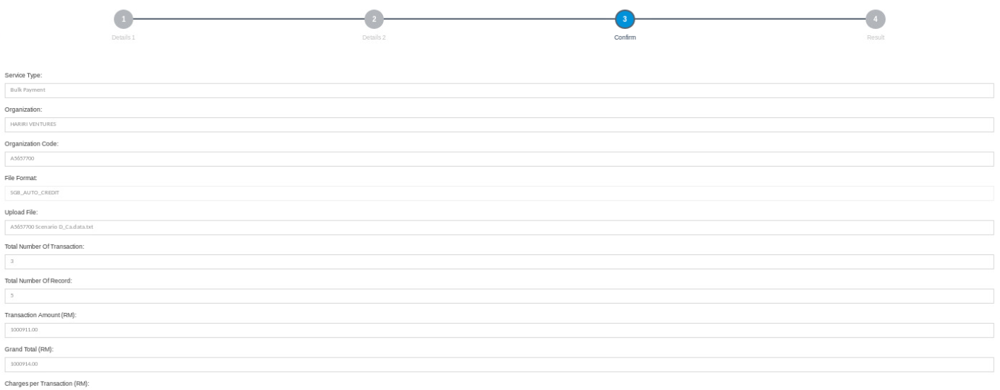 1
2
3
4
Details 1
Details 2
Confirm
Result
Service Type:
Bulk Payment
Organization:
HARIRI VENTURES
Organization Code:
A5657700
File Format:
SGB_AUTO_CREDIT
Upload File:
A5657700 Scenario D_Ca.data.txt
Total Number Of Transaction:
3
Total Number Of Record:
5
Transaction Amount (RM):
1000911.00
Grand Total (RM):
1000914.00
Charges per Transaction (RM):